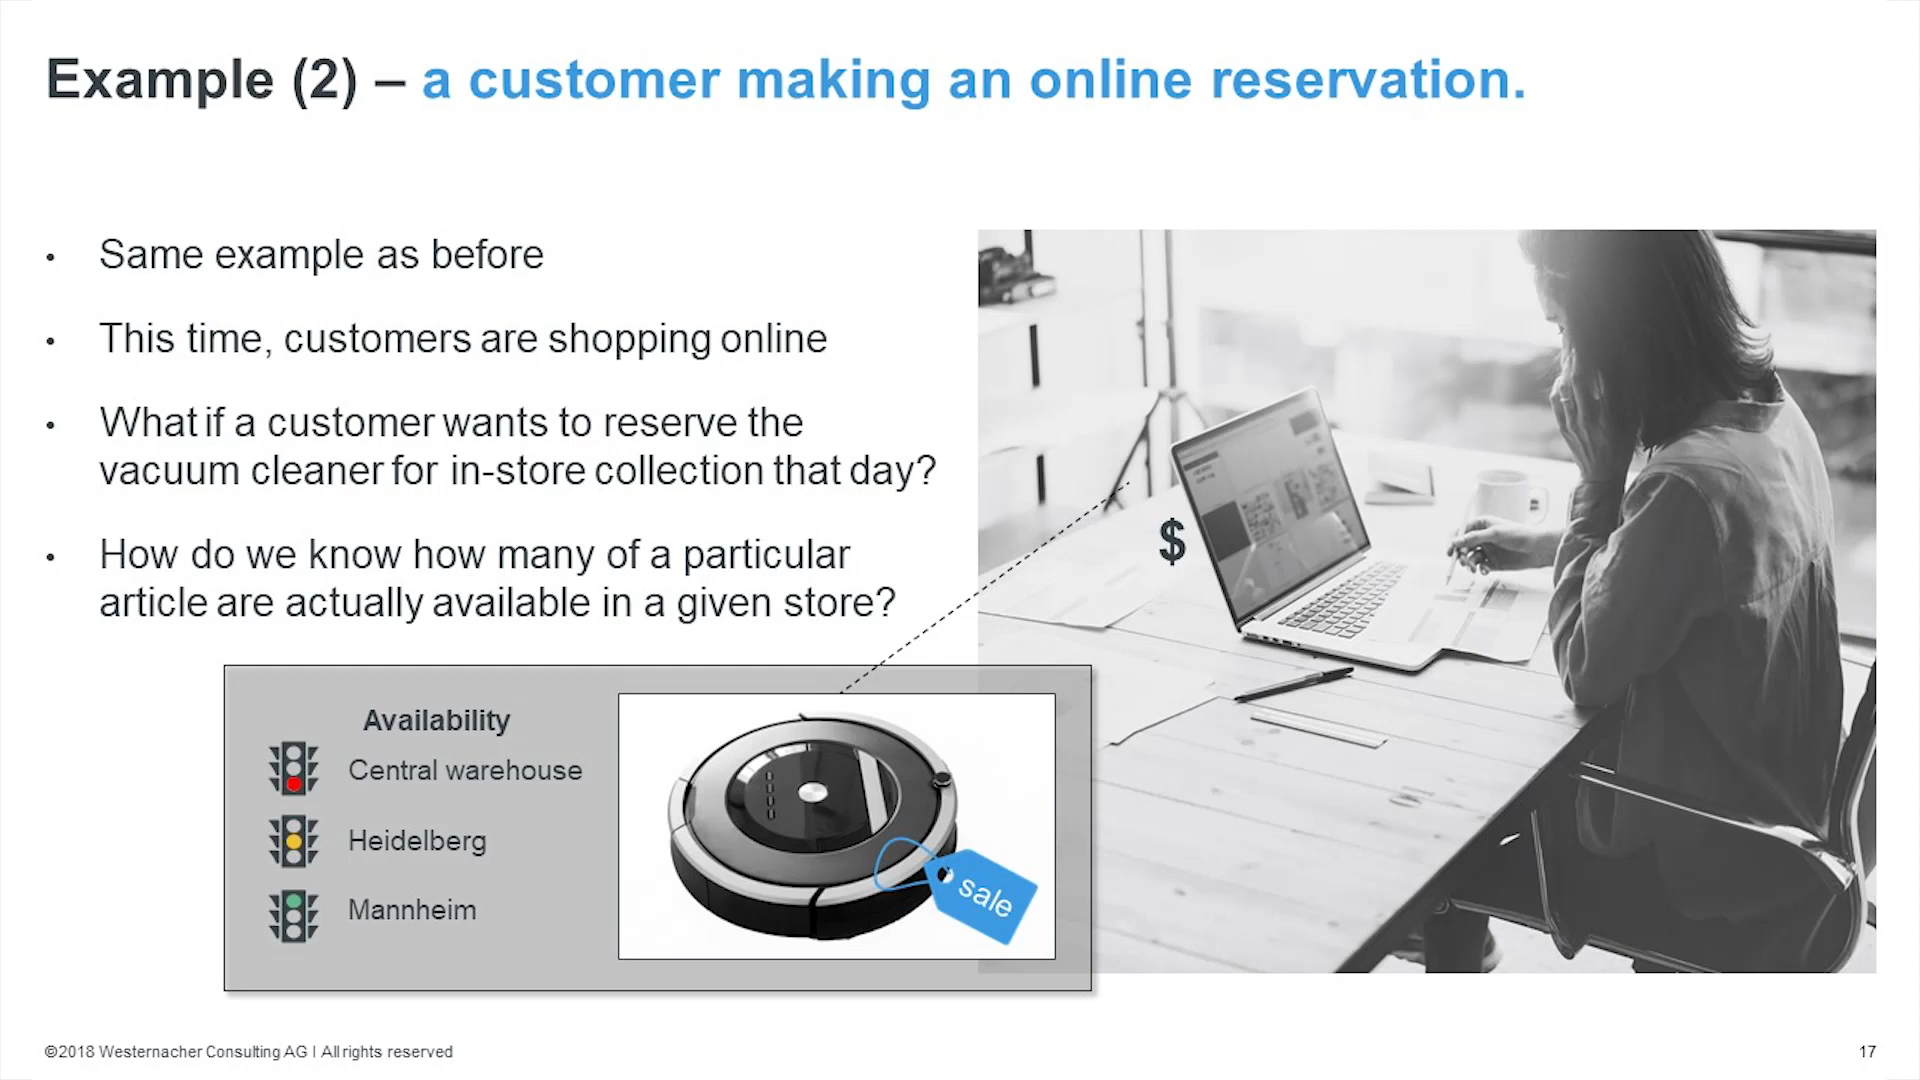 Example (2) – a customer making an online reservation.
• Same example as before
• This time, customers are shopping online
• What if a customer wants to reserve the
vacuum cleaner for in-store collection that day?
• How do we know how many of a particular
article are actually available in a given store?
$
Availability
Central warehouse
Heidelberg
Mannheim
sale
©2018 Westernacher Consulting AG I All rights reserved
17